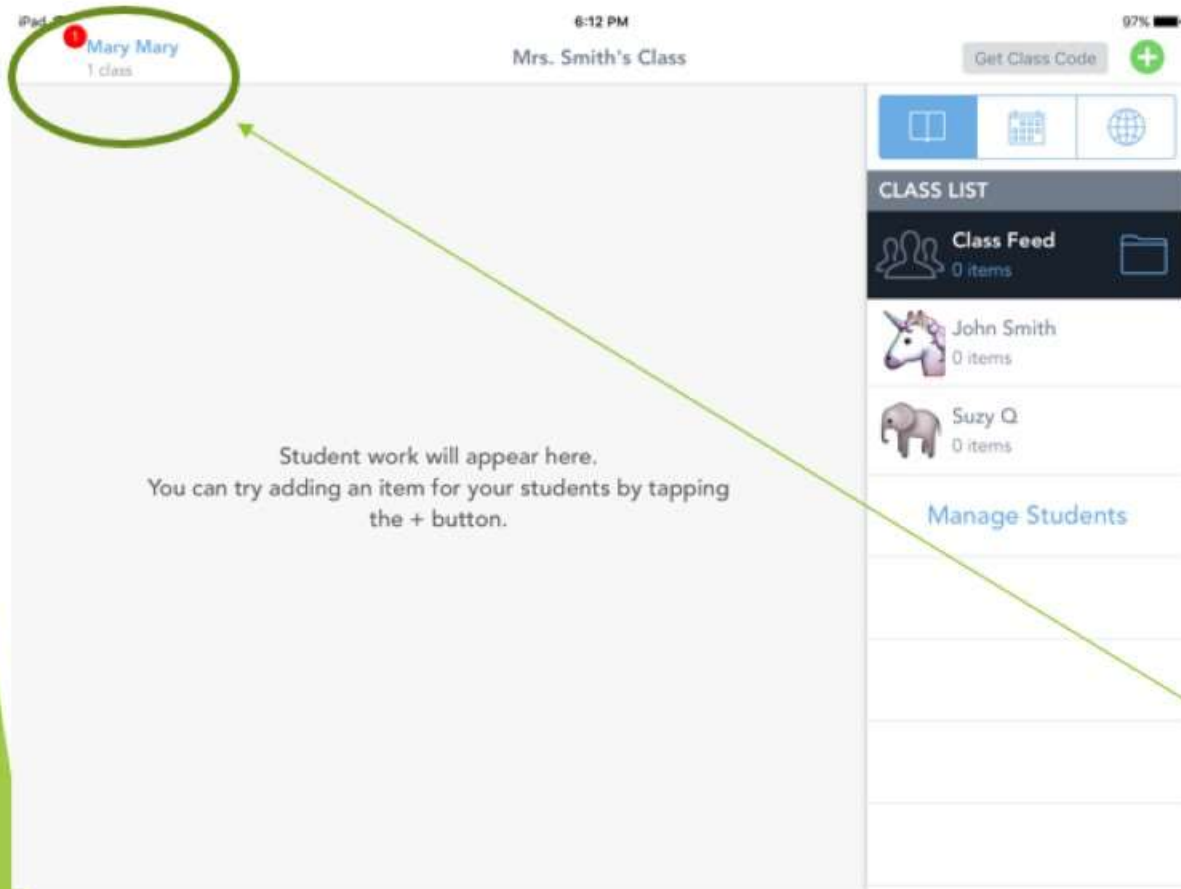 iPad
6:12 PM
97%
1
Mary Mary
1 class
Mrs. Smith's Class
Get Class Code
CLASS LIST
Class Feed
0 items
John Smith
0 items
Suzy Q
0 items
Manage Students
Student work will appear here.
You can try adding an item for your students by tapping
the + button.